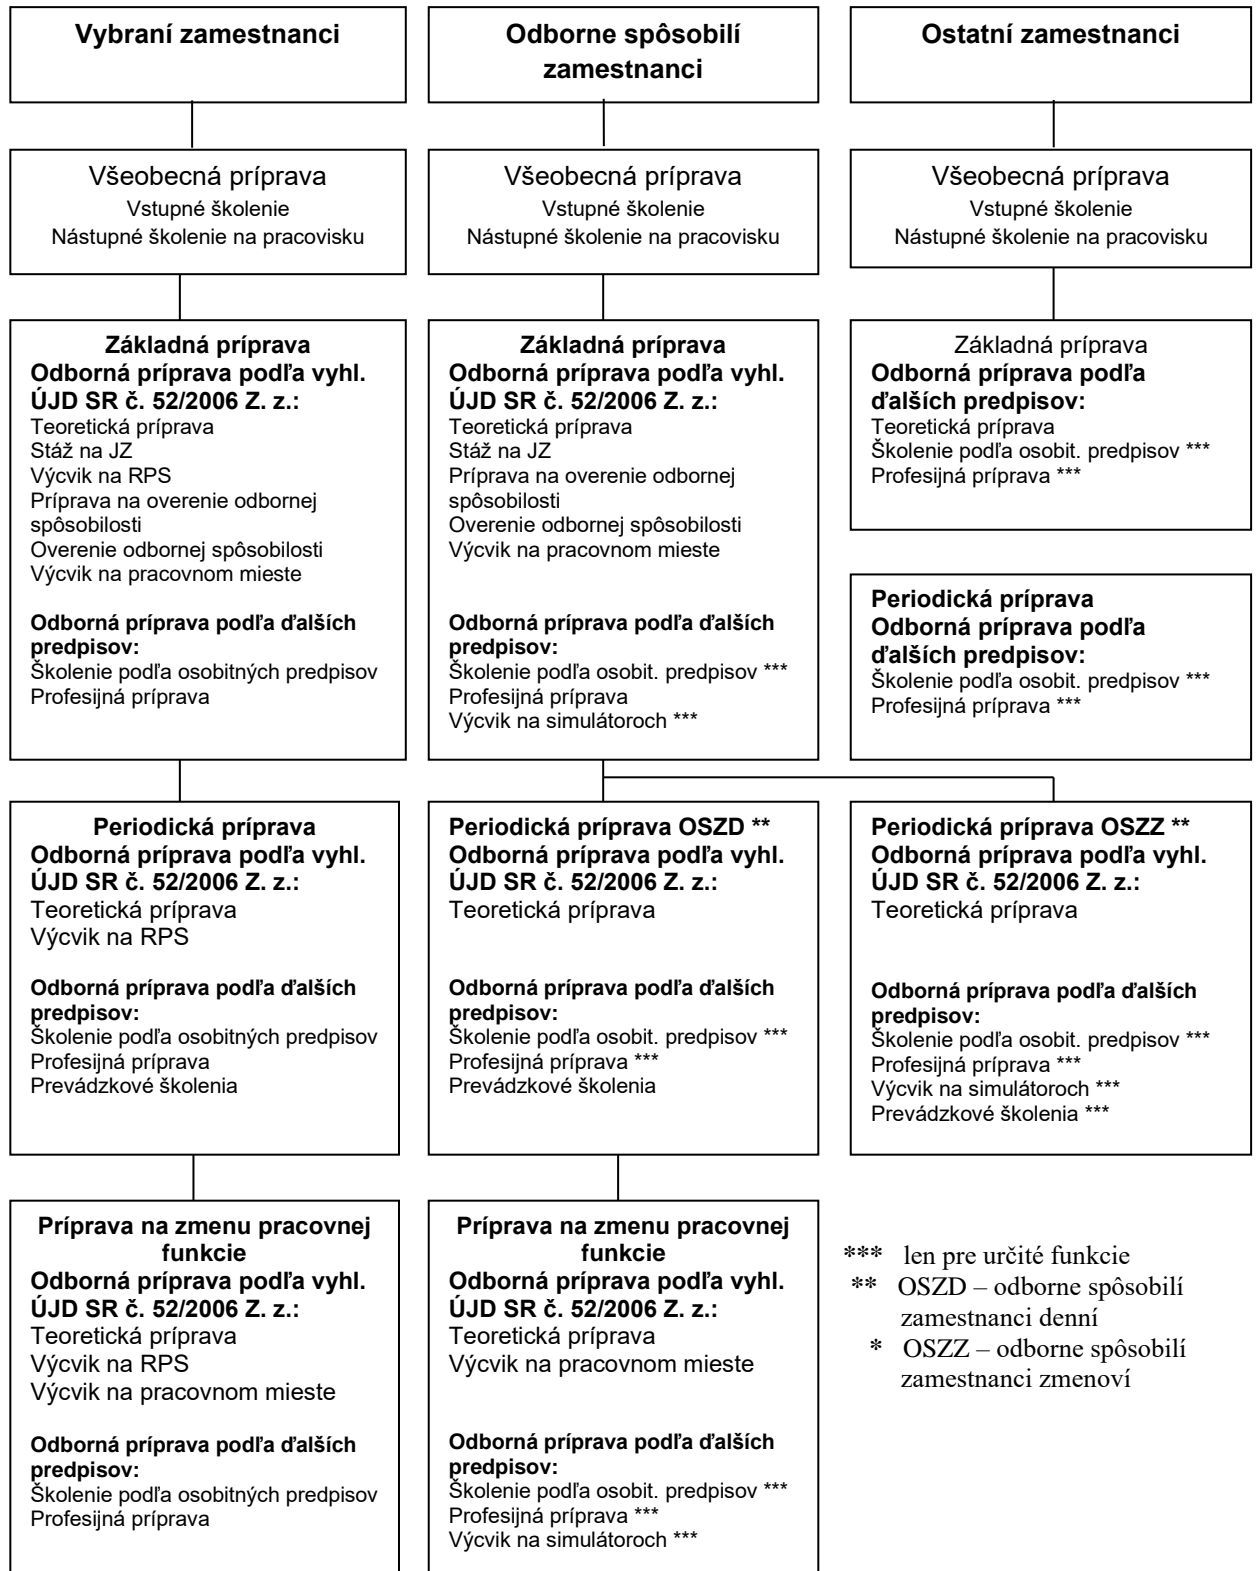 Vybraní zamestnanci
Odborne spôsobilí
zamestnanci
Ostatní zamestnanci
Všeobecná príprava
Vstupné školenie
Nástupné školenie na pracovisku
Všeobecná príprava
Vstupné školenie
Nástupné školenie na pracovisku
Všeobecná príprava
Vstupné školenie
Nástupné školenie na pracovisku
Základná príprava
Odborná príprava podľa vyhl.
ÚJD SR č. 52/2006 Z. z.:
Teoretická príprava
Stáž na JZ
Výcvik na RPS
Príprava na overenie odbornej
spôsobilosti
Overenie odbornej spôsobilosti
Výcvik na pracovnom mieste
Odborná príprava podľa ďalších
predpisov:
Školenie podľa osobitných predpisov
Profesijná príprava
Základná príprava
Odborná príprava podľa vyhl.
ÚJD SR č. 52/2006 Z. z.:
Teoretická príprava
Stáž na JZ
Príprava na overenie odbornej
spôsobilosti
Overenie odbornej spôsobilosti
Výcvik na pracovnom mieste
Odborná príprava podľa ďalších
predpisov:
Školenie podľa osobit. predpisov ***
Profesijná príprava
Výcvik na simulátoroch ***
Základná príprava
Odborná príprava podľa
ďalších predpisov:
Teoretická príprava
Školenie podľa osobit. predpisov ***
Profesijná príprava ***
Periodická príprava
Odborná príprava podľa
ďalších predpisov:
Školenie podľa osobit. predpisov ***
Profesijná príprava ***
Periodická príprava
Odborná príprava podľa vyhl.
ÚJD SR č. 52/2006 Z. z.:
Teoretická príprava
Výcvik na RPS
Odborná príprava podľa ďalších
predpisov:
Školenie podľa osobitných predpisov
Profesijná príprava
Prevádzkové školenia
Periodická príprava OSZD **
Odborná príprava podľa vyhl.
ÚJD SR č. 52/2006 Z. z.:
Teoretická príprava
Odborná príprava podľa ďalších
predpisov:
Školenie podľa osobit. predpisov ***
Profesijná príprava ***
Prevádzkové školenia
Periodická príprava OSZZ **
Odborná príprava podľa vyhl.
ÚJD SR č. 52/2006 Z. z.:
Teoretická príprava
Odborná príprava podľa ďalších
predpisov:
Školenie podľa osobit. predpisov ***
Profesijná príprava ***
Výcvik na simulátoroch ***
Prevádzkové školenia ***
Príprava na zmenu pracovnej
funkcie
Odborná príprava podľa vyhl.
ÚJD SR č. 52/2006 Z. z.:
Teoretická príprava
Výcvik na RPS
Výcvik na pracovnom mieste
Odborná príprava podľa ďalších
predpisov:
Školenie podľa osobitných predpisov
Profesijná príprava
Príprava na zmenu pracovnej
funkcie
Odborná príprava podľa vyhl.
ÚJD SR č. 52/2006 Z. z.:
Teoretická príprava
Výcvik na pracovnom mieste
Odborná príprava podľa ďalších
predpisov:
Školenie podľa osobit. predpisov ***
Profesijná príprava ***
Výcvik na simulátoroch ***
*** len pre určité funkcie
** OSZD – odborne spôsobilí
zamestnanci denní
* OSZZ – odborne spôsobilí
zamestnanci zmenoví